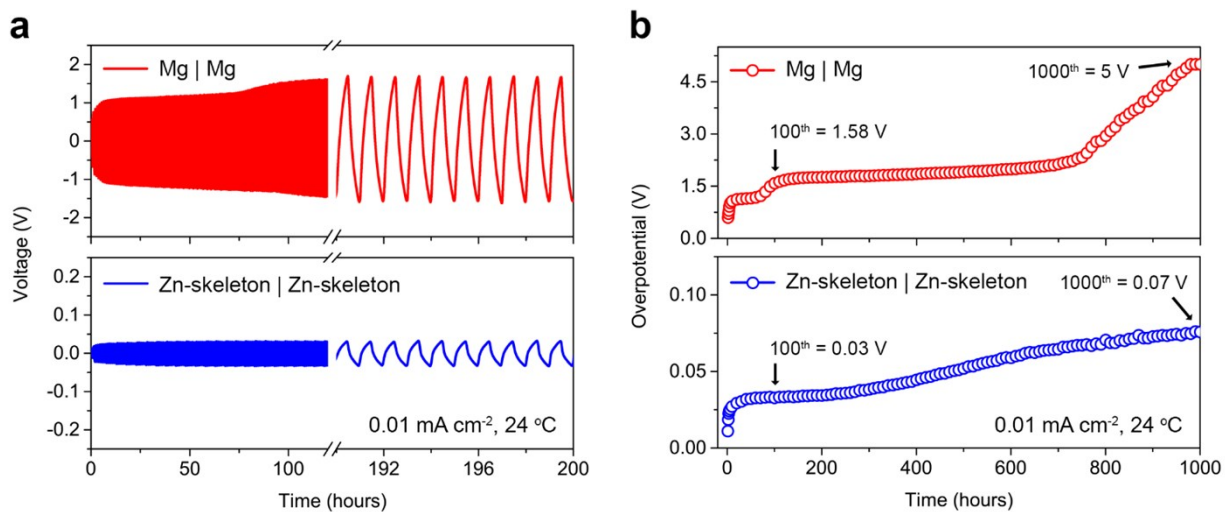 a
Mg | Mg
2
1
0
-1
-2
Voltage (V)
Zn-skeleton | Zn-skeleton
0.2
0.1
0.0
-0.1
-0.2
0.01 mA cm⁻², 24 ºC
0 50 100 192 196 200
Time (hours)
b
Mg | Mg
1000ᵗʰ = 5 V
100ᵗʰ = 1.58 V
4.5
3.0
1.5
0.0
Overpotential (V)
Zn-skeleton | Zn-skeleton
1000ᵗʰ = 0.07 V
100ᵗʰ = 0.03 V
0.10
0.05
0.00
0.01 mA cm⁻², 24 ºC
0 200 400 600 800 1000
Time (hours)